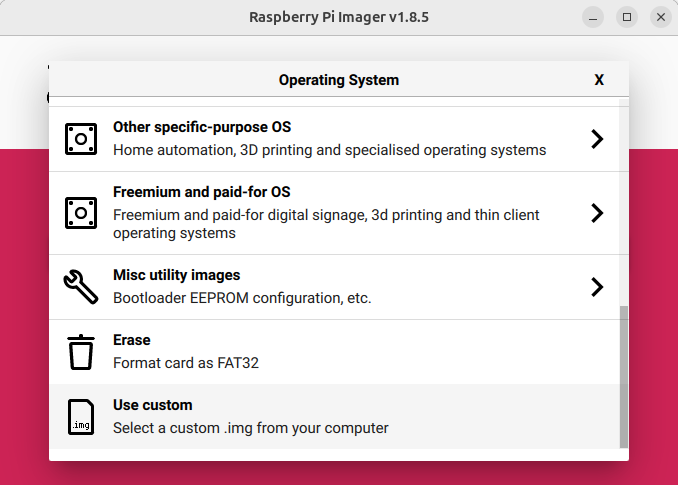 Raspberry Pi Imager v1.8.5
Operating System X
Other specific-purpose OS
Home automation, 3D printing and specialised operating systems
Freemium and paid-for OS
Freemium and paid-for digital signage, 3d printing and thin client
operating systems
Misc utility images
Bootloader EEPROM configuration, etc.
Erase
Format card as FAT32
.img
Use custom
Select a custom .img from your computer